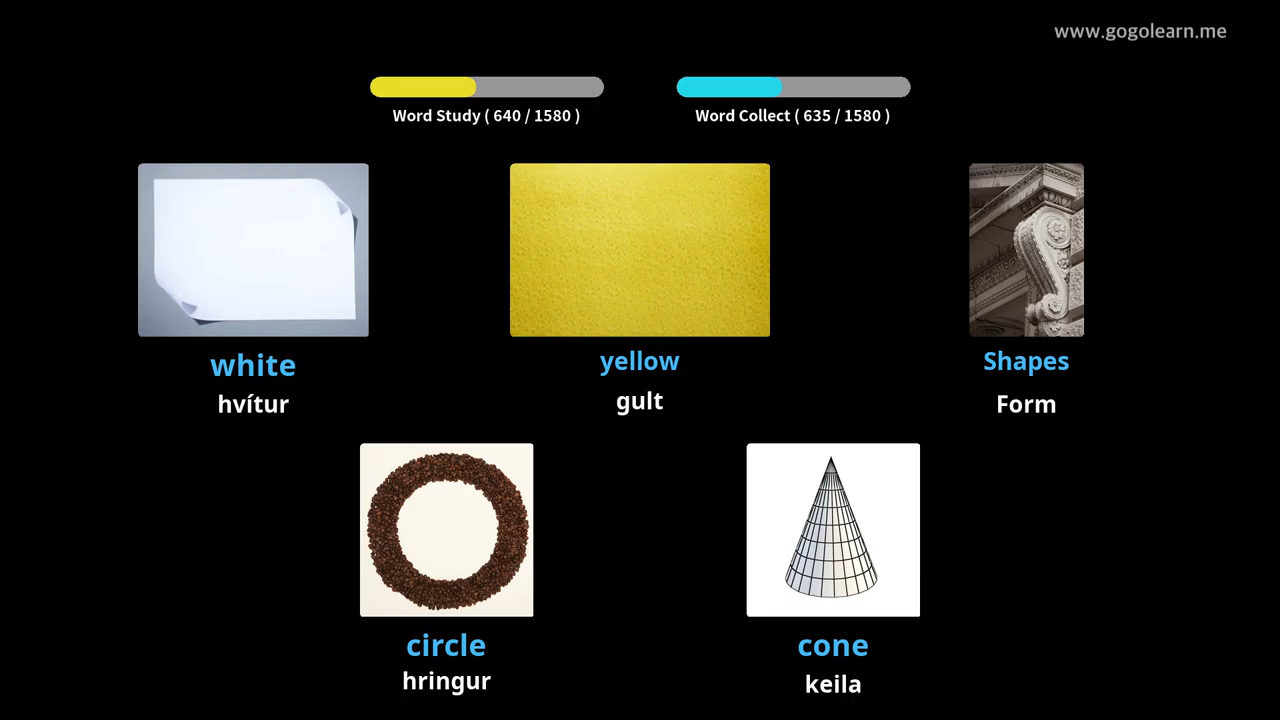 www.gogolearn.me
Word Study ( 640 / 1580 )
Word Collect ( 635 / 1580 )
white
hvítur
yellow
gult
Shapes
Form
circle
hringur
cone
keila